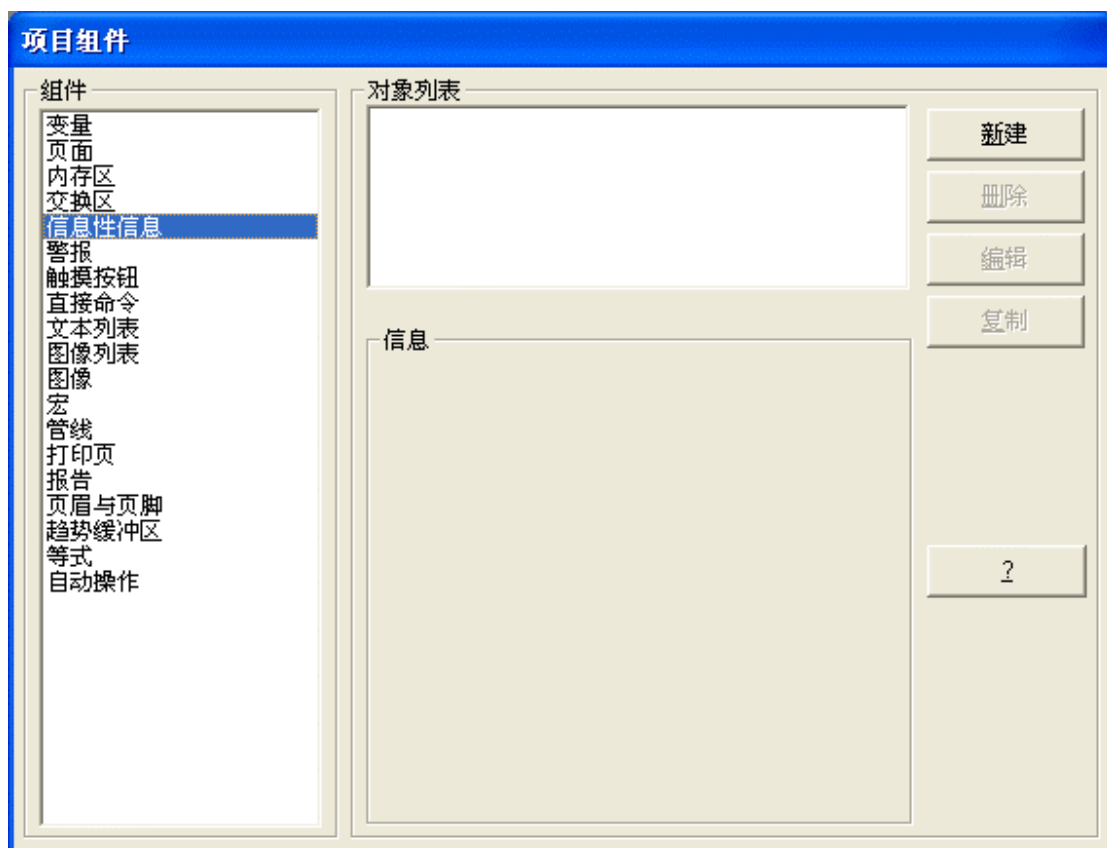 项目组件
组件
变量
页面
内存区
交换区
信息性信息
警报
触摸按钮
直接命令
文本列表
图像列表
图像
宏
管线
打印页
报告
页眉与页脚
趋势缓冲区
等式
自动操作
对象列表
信息
新建
删除
编辑
复制
?